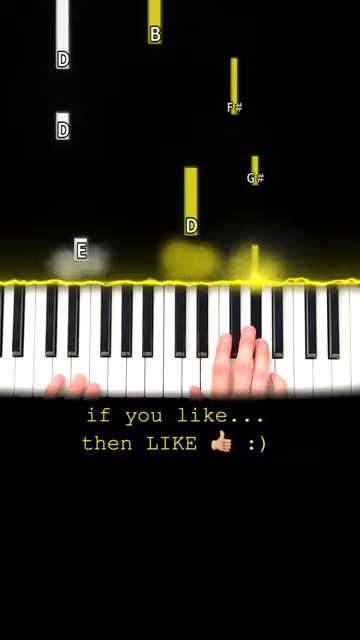 D
B
F#
D
G#
D
E
if you like...
then LIKE 👍🏼 :)